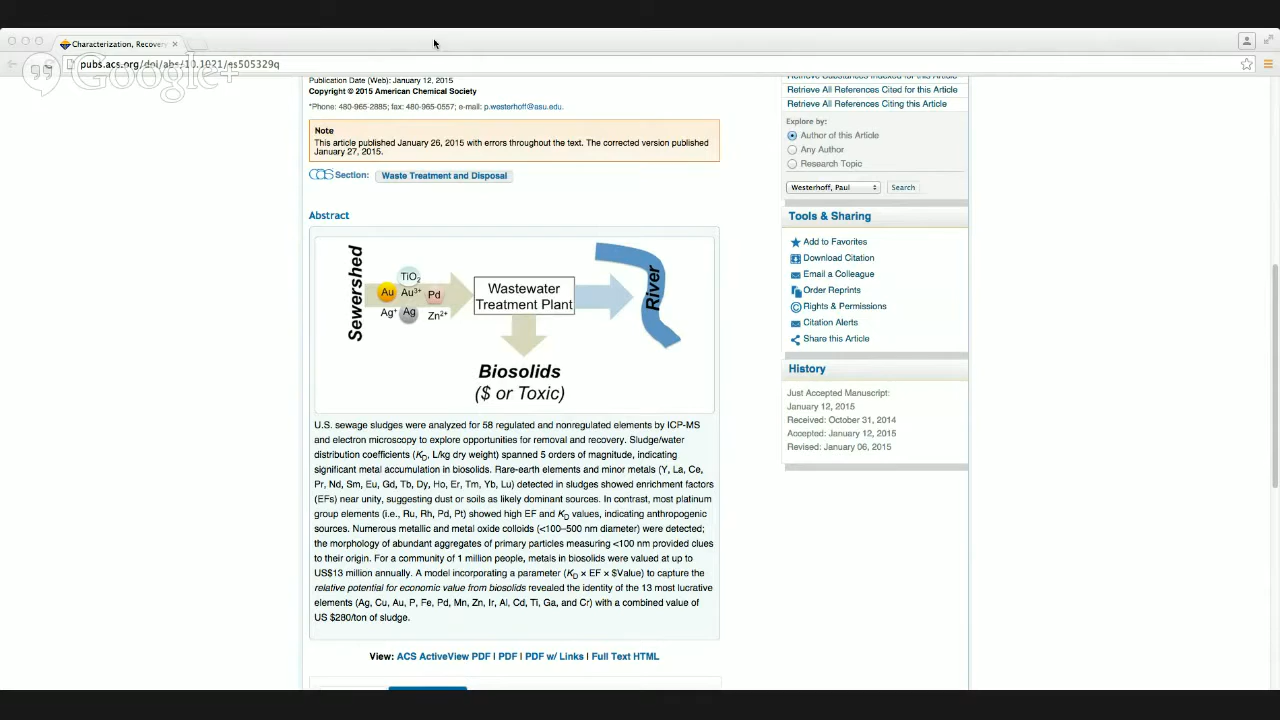 Characterization, Recovery
pubs.acs.org/doi/abs/10.1021/es505329q
Google+
Publication Date (Web): January 12, 2015
Copyright © 2015 American Chemical Society
*Phone: 480-965-2885; fax: 480-965-0557; e-mail: p.westerhoff@asu.edu.
Note
This article published January 26, 2015 with errors throughout the text. The corrected version published
January 27, 2015.
Section:
Waste Treatment and Disposal
Abstract
Sewershed
TiO2
Au
Au3+
Pd
Ag+
Ag
Zn2+
Wastewater
Treatment Plant
River
Biosolids
($ or Toxic)
U.S. sewage sludges were analyzed for 58 regulated and nonregulated elements by ICP-MS
and electron microscopy to explore opportunities for removal and recovery. Sludge/water
distribution coefficients (KD, L/kg dry weight) spanned 5 orders of magnitude, indicating
significant metal accumulation in biosolids. Rare-earth elements and minor metals (Y, La, Ce,
Pr, Nd, Sm, Eu, Gd, Tb, Dy, Ho, Er, Tm, Yb, Lu) detected in sludges showed enrichment factors
(EFs) near unity, suggesting dust or soils as likely dominant sources. In contrast, most platinum
group elements (i.e., Ru, Rh, Pd, Pt) showed high EF and KD values, indicating anthropogenic
sources. Numerous metallic and metal oxide colloids (<100–500 nm diameter) were detected;
the morphology of abundant aggregates of primary particles measuring <100 nm provided clues
to their origin. For a community of 1 million people, metals in biosolids were valued at up to
US$13 million annually. A model incorporating a parameter (KD × EF × $Value) to capture the
relative potential for economic value from biosolids revealed the identity of the 13 most lucrative
elements (Ag, Cu, Au, P, Fe, Pd, Mn, Zn, Ir, Al, Cd, Ti, Ga, and Cr) with a combined value of
US $280/ton of sludge.
View: ACS ActiveView PDF | PDF | PDF w/ Links | Full Text HTML
Retrieve Substances Indexed for this Article
Retrieve All References Cited for this Article
Retrieve All References Citing this Article
Explore by:
Author of this Article
Any Author
Research Topic
Westerhoff, Paul
Search
Tools & Sharing
Add to Favorites
Download Citation
Email a Colleague
Order Reprints
Rights & Permissions
Citation Alerts
Share this Article
History
Just Accepted Manuscript:
January 12, 2015
Received: October 31, 2014
Accepted: January 12, 2015
Revised: January 06, 2015